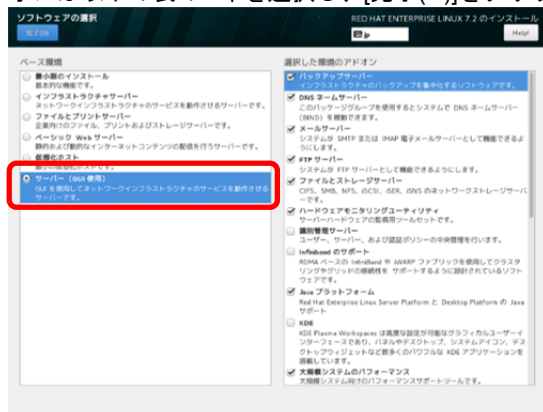 ソフトウェアの選択
RED HAT ENTERPRISE LINUX 7.2 のインストール
完了(D)
jp
Help!
ベース環境
最小限のインストール
基本的な機能です。
インフラストラクチャサーバー
ネットワークインフラストラクチャのサービスを動作させるサーバーです。
ファイルとプリントサーバー
企業向けのファイル、プリントおよびストレージサーバーです。
ベーシック Web サーバー
静的および動的なインターネットコンテンツの配信を行うサーバーです。
仮想化ホスト
最小の仮想化ホストです。
サーバー (GUI 使用)
GUI を使用してネットワークインフラストラクチャのサービスを動作させる
サーバーです。
選択した環境のアドオン
バックアップサーバー
インフラストラクチャのバックアップを集中化するソフトウェアです。
DNS ネームサーバー
このパッケージグループを使用するとシステムで DNS ネームサーバー
(BIND) を稼動できます。
メールサーバー
システムが SMTP または IMAP 電子メールサーバーとして機能できるよ
うにします。
FTP サーバー
システムが FTP サーバーとして機能できるようにします。
ファイルとストレージサーバー
CIFS, SMB, NFS, iSCSI, iSER, iSNS のネットワークストレージサーバ
ーです。
ハードウェアモニタリングユーティリティ
サーバーハードウェアの監視用ツールセットです。
識別管理サーバー
ユーザー、サーバー、および認証ポリシーの中央管理を行います。
Infiniband のサポート
RDMA ベースの InfiniBand や iWARP ファブリックを使用してクラスタ
リングやグリッドの接続性を サポートするように設計されているソフト
ウェアです。
Java プラットフォーム
Red Hat Enterprise Linux Server Platform と Desktop Platform の Java
サポート
KDE
KDE Plasma Workspaces は高度な設定が可能なグラフィカルユーザーイ
ンターフェースであり、パネルやデスクトップ、システムアイコン、デス
クトップウィジェットなど数多くのパワフルな KDE アプリケーションを
搭載しています。
大規模システムのパフォーマンス
大規模システム向けのパフォーマンスサポートツールです。